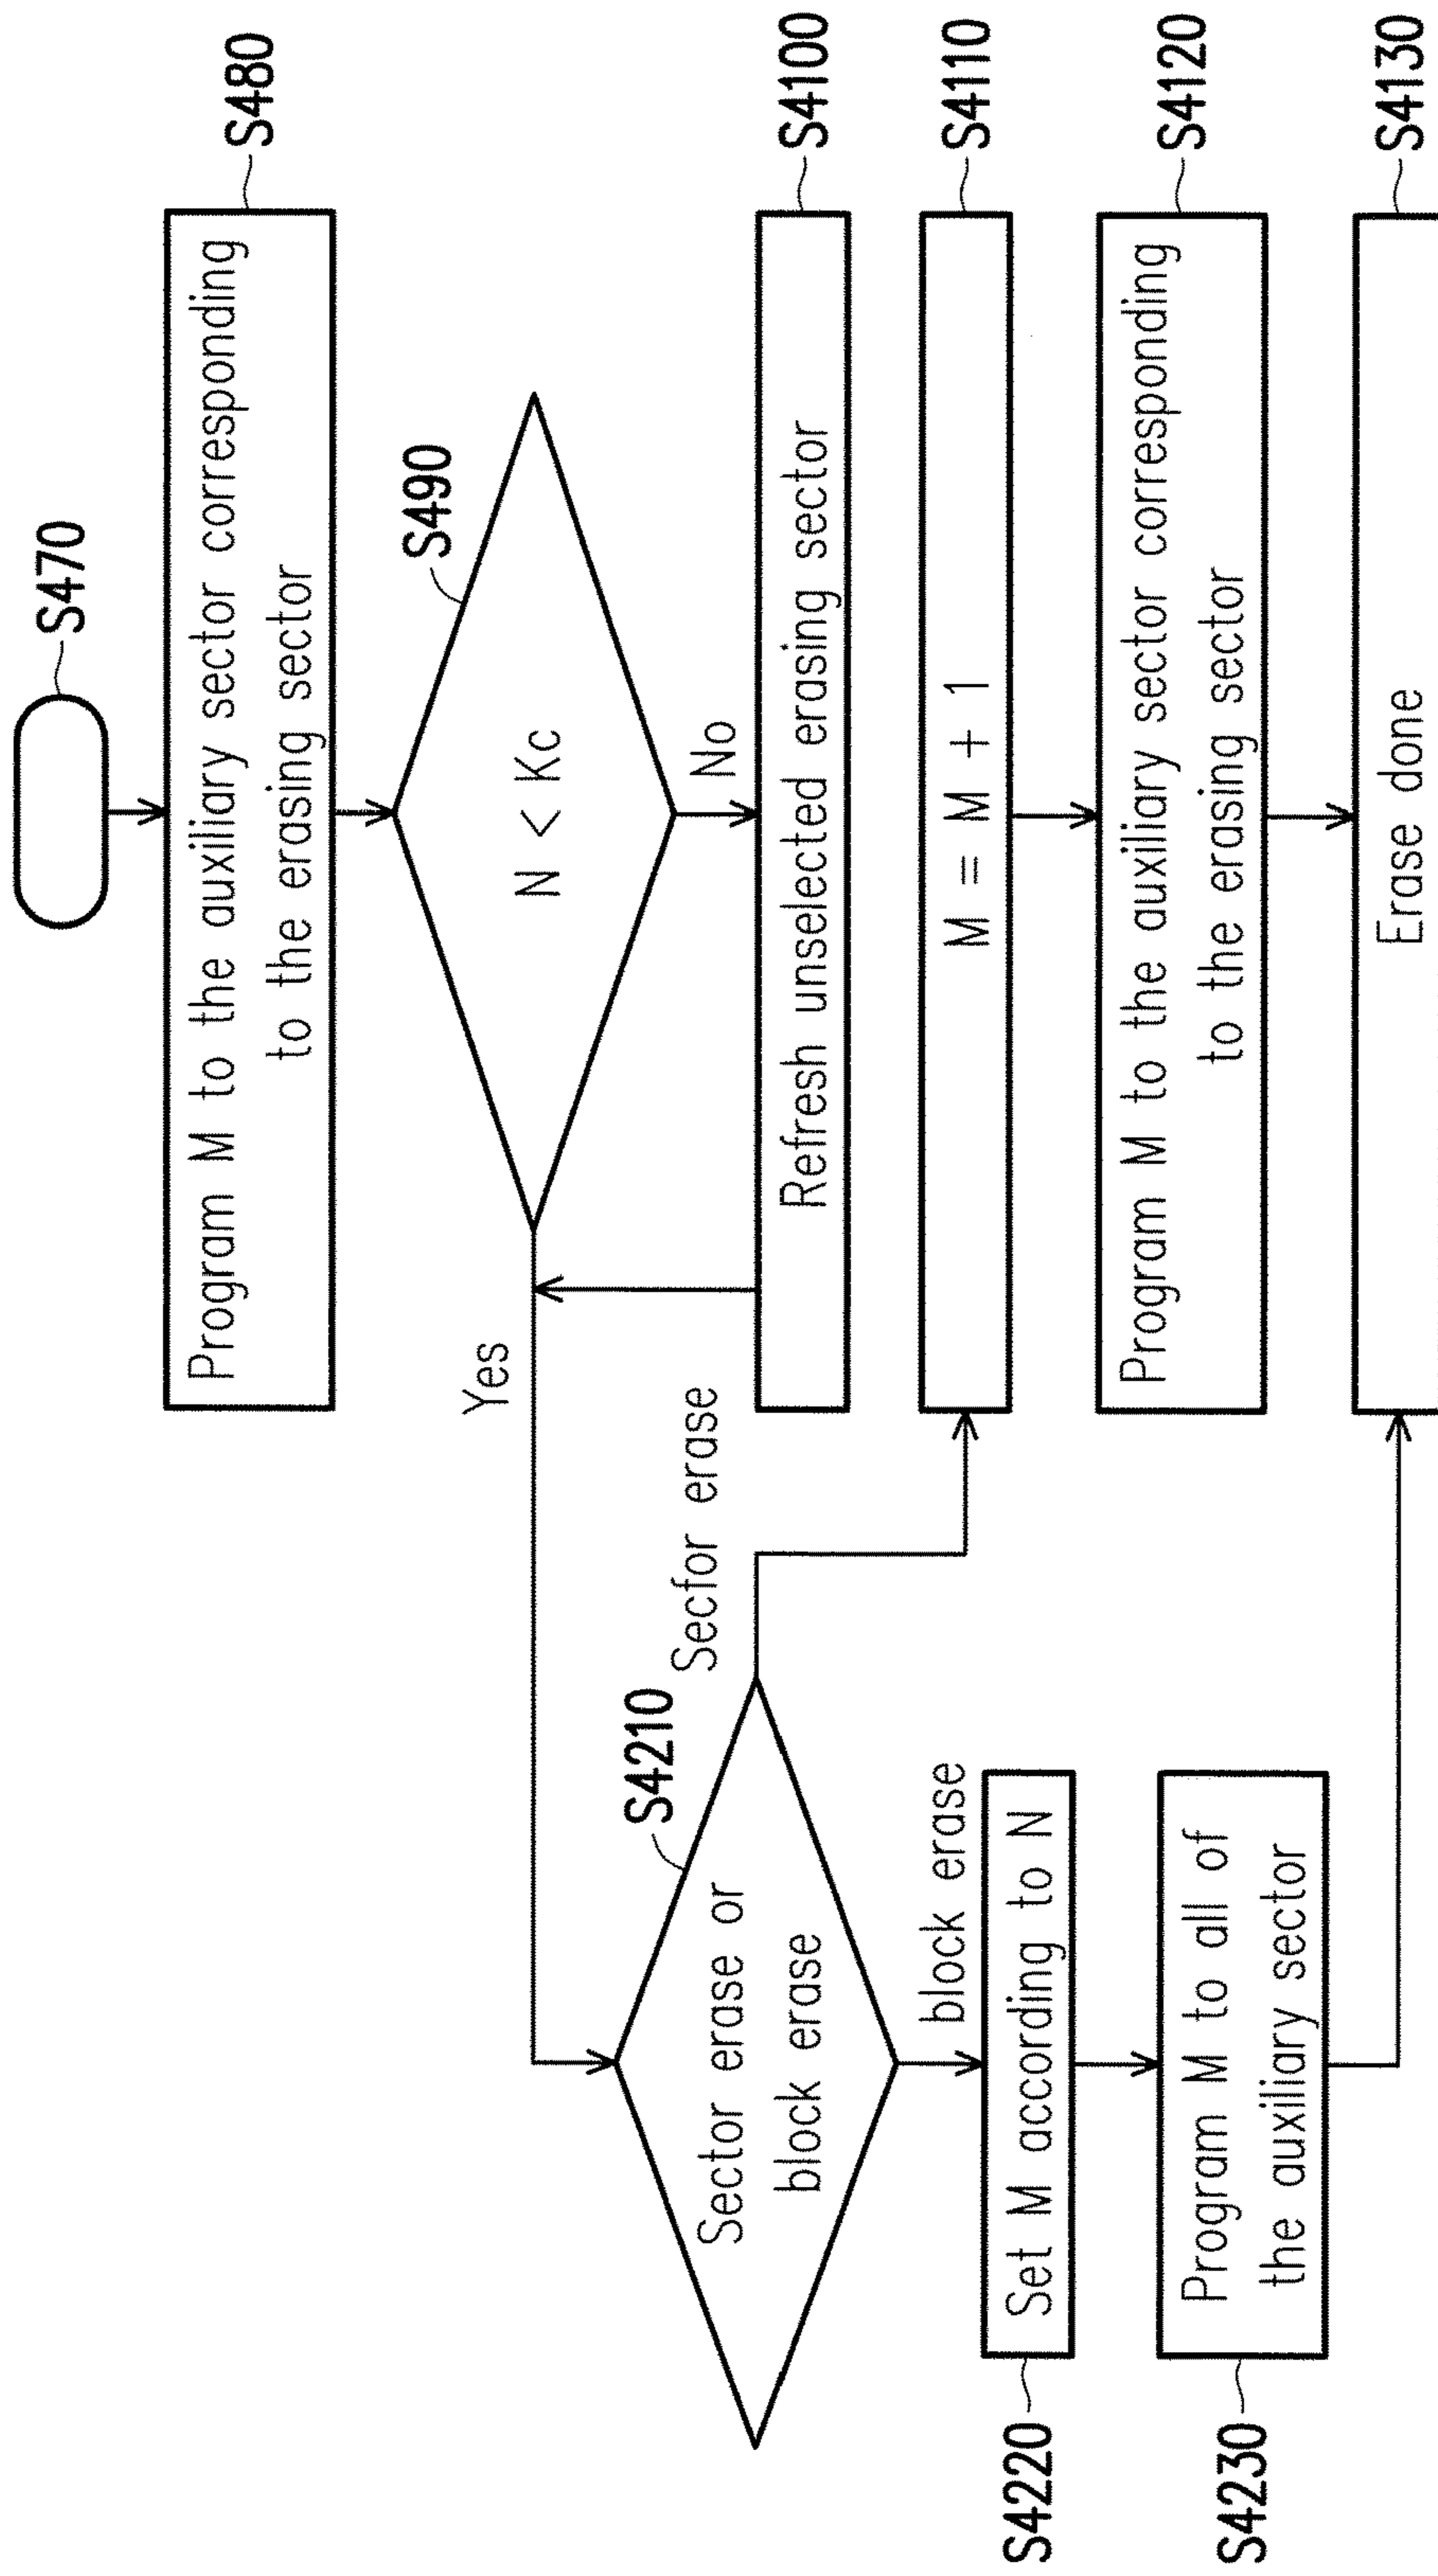 S470
Program M to the auxiliary sector corresponding
to the erasing sector
S480
S490
N < Kc
Yes
No
Refresh unselected erasing sector
S4100
S4210
Sector erase or
block erase
Secfor erase
block erase
M = M + 1
S4110
Set M according to N
S4220
Program M to the auxiliary sector corresponding
to the erasing sector
S4120
Program M to all of
the auxiliary sector
S4230
Erase done
S4130